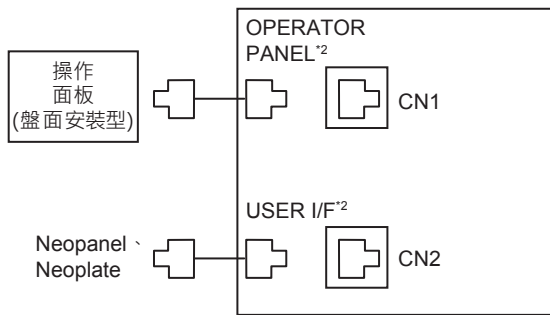 OPERATOR
PANEL*2
操作
面板
(盤面安裝型)
CN1
USER I/F*2
Neopanel、
Neoplate
CN2